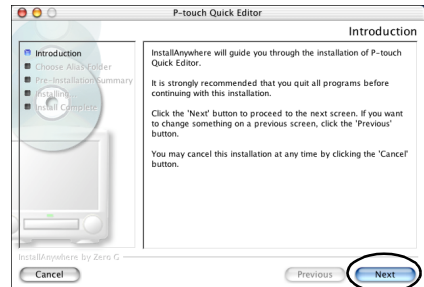 P-touch Quick Editor
Introduction
Introduction
Choose Alias Folder
Pre-Installation Summary
Installing...
Install Complete
InstallAnywhere will guide you through the installation of P-touch
Quick Editor.
It is strongly recommended that you quit all programs before
continuing with this installation.
Click the 'Next' button to proceed to the next screen. If you want
to change something on a previous screen, click the 'Previous'
button.
You may cancel this installation at any time by clicking the 'Cancel'
button.
InstallAnywhere by Zero G
Cancel
Previous
Next